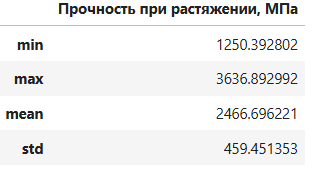 Прочность при растяжении, МПа
min 1250.392802
max 3636.892992
mean 2466.696221
std 459.451353